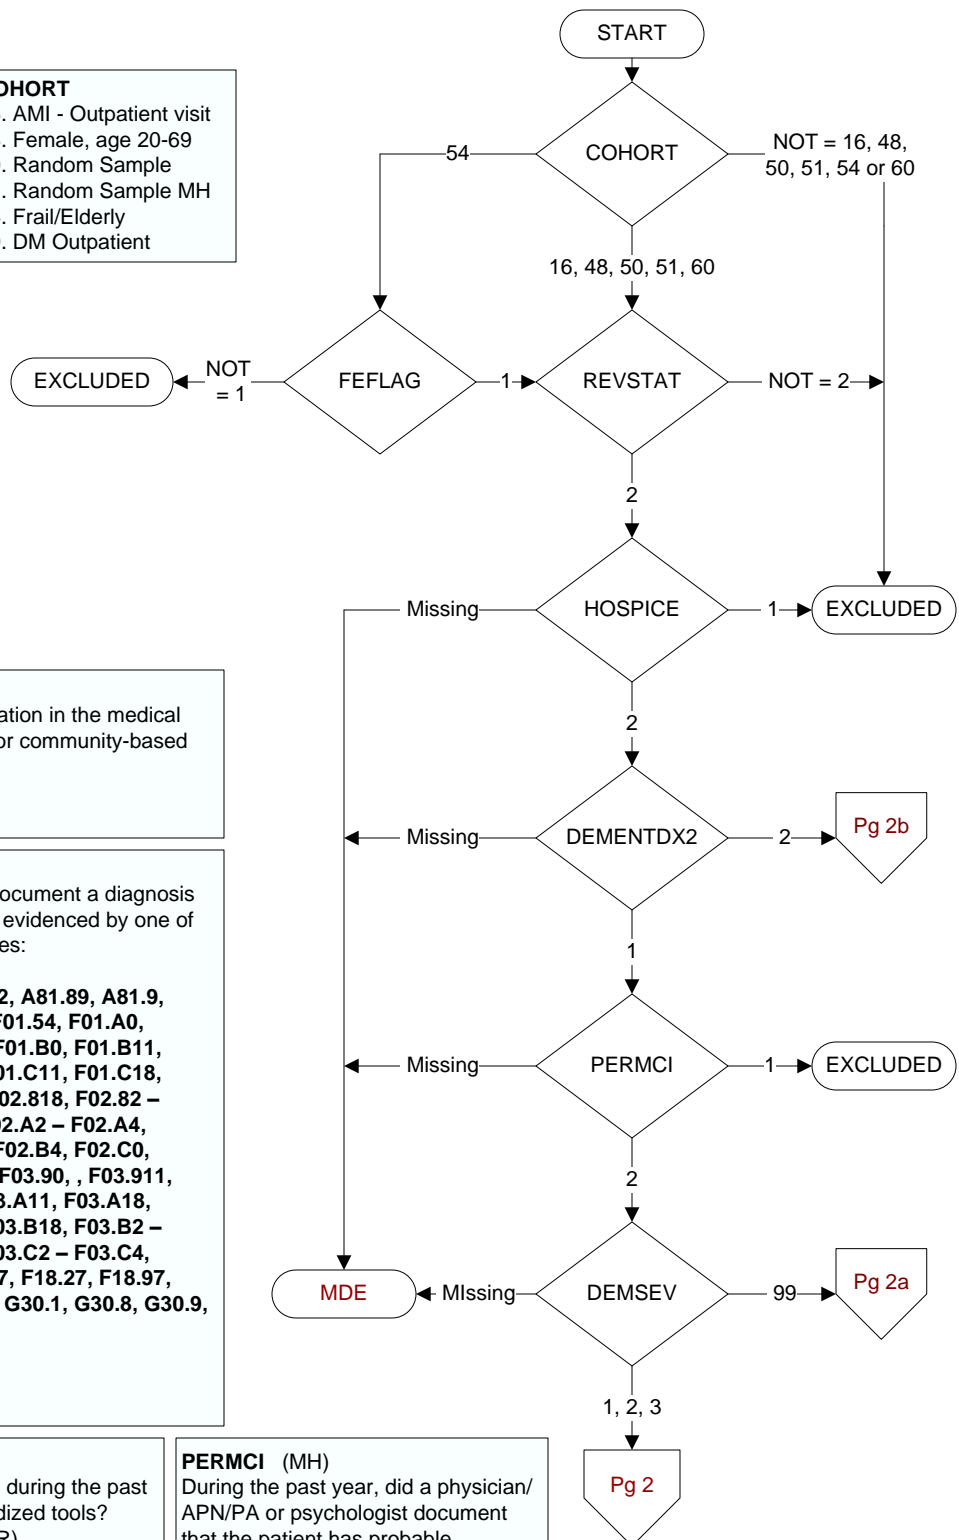 START
OHORT
. AMI - Outpatient visit
. Female, age 20-69
. Random Sample
. Random Sample MH
. Frail/Elderly
. DM Outpatient
COHORT
54
NOT = 16, 48,
50, 51, 54 or 60
16, 48, 50, 51, 60
EXCLUDED
NOT
= 1
FEFLAG
1
REVSTAT
NOT = 2
2
Missing
HOSPICE
1
EXCLUDED
2
ation in the medical
or community-based
Missing
DEMENTDX2
2
Pg 2b
1
ocument a diagnosis
evidenced by one of
es:
2, A81.89, A81.9,
F01.54, F01.A0,
F01.B0, F01.B11,
01.C11, F01.C18,
02.818, F02.82 –
02.A2 – F02.A4,
F02.B4, F02.C0,
F03.90, , F03.911,
3.A11, F03.A18,
03.B18, F03.B2 –
03.C2 – F03.C4,
7, F18.27, F18.97,
G30.1, G30.8, G30.9,
Missing
PERMCI
1
EXCLUDED
2
MDE
MIssing
DEMSEV
99
Pg 2a
1, 2, 3
Pg 2
during the past
dized tools?
R)
PERMCI (MH)
During the past year, did a physician/
APN/PA or psychologist document
that the patient has probable